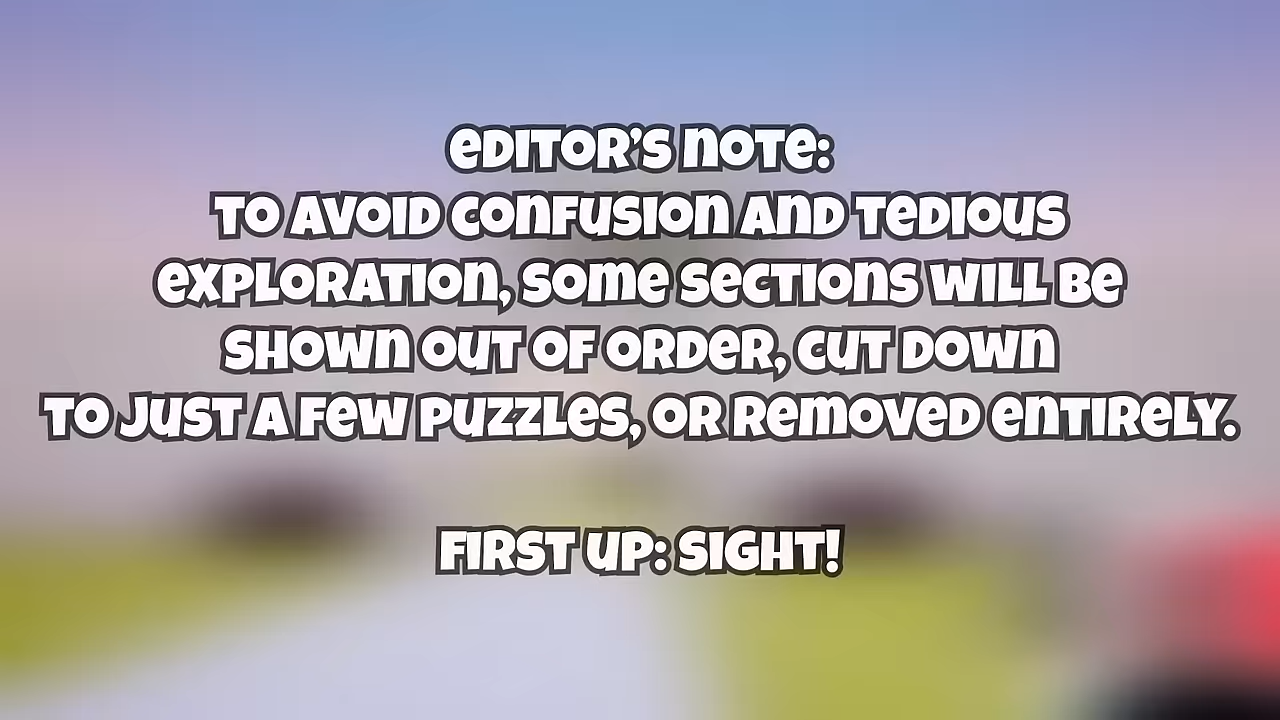 EDITOR'S NOTE:
TO AVOID CONFUSION AND TEDIOUS
EXPLORATION, SOME SECTIONS WILL BE
SHOWN OUT OF ORDER, CUT DOWN
TO JUST A FEW PUZZLES, OR REMOVED ENTIRELY.
FIRST UP: SIGHT!